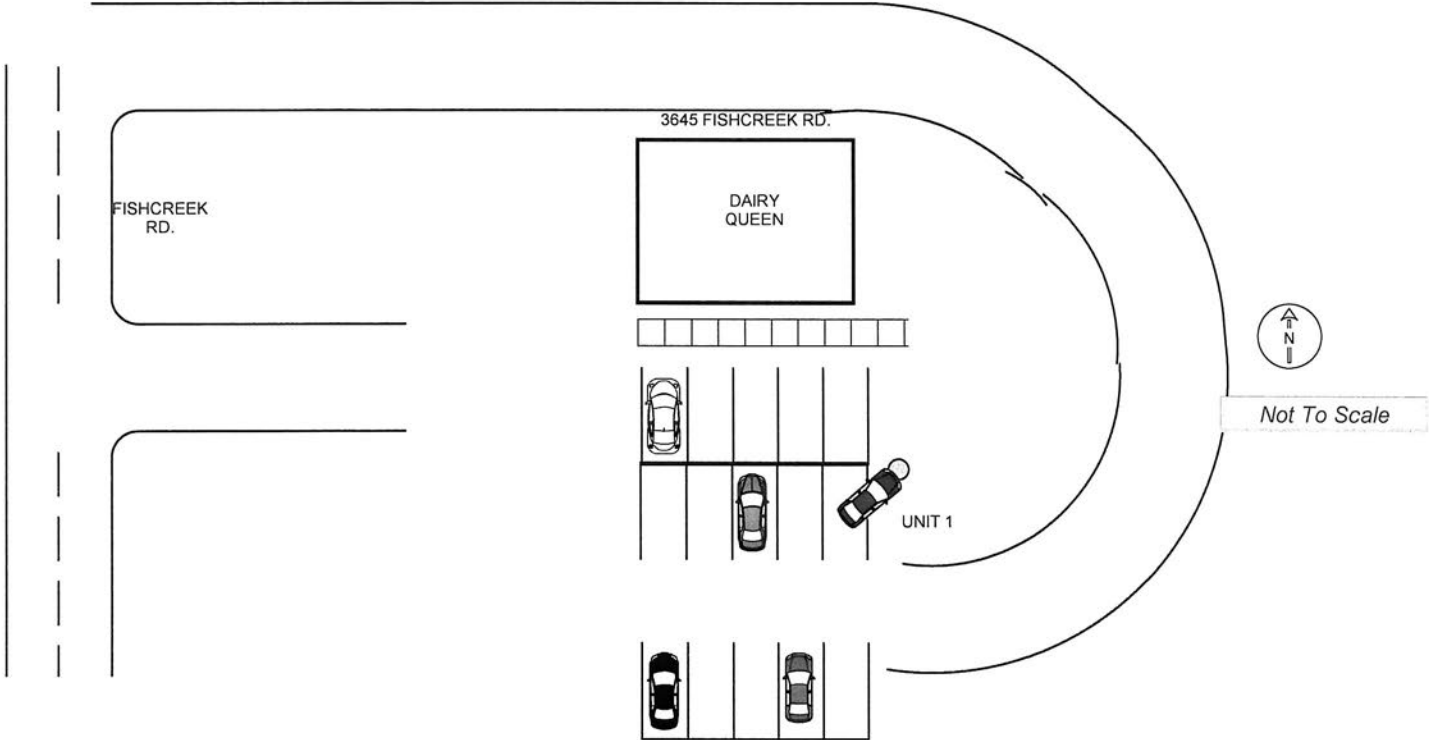 3645 FISHCREEK RD.
DAIRY
QUEEN
FISHCREEK
RD.
N
Not To Scale
UNIT 1